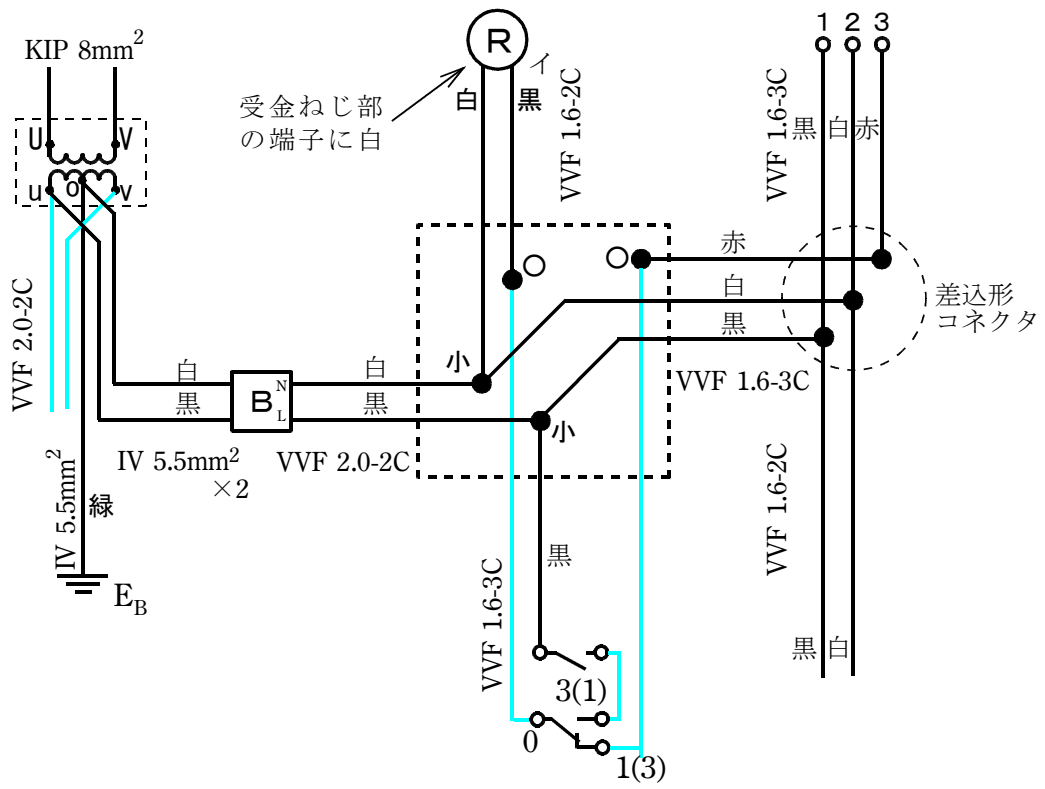 KIP 8mm²
U V
u o v
VVF 2.0-2C
IV 5.5mm²
緑
E_B
白
黒
B N L
IV 5.5mm²
×2
白
黒
VVF 2.0-2C
R
イ
白 黒
受金ねじ部
の端子に白
VVF 1.6-2C
小
小
黒
VVF 1.6-3C
3(1)
0
1(3)
赤
白
黒
VVF 1.6-3C
1 2 3
VVF 1.6-3C
黒 白 赤
差込形
コネクタ
VVF 1.6-2C
黒 白